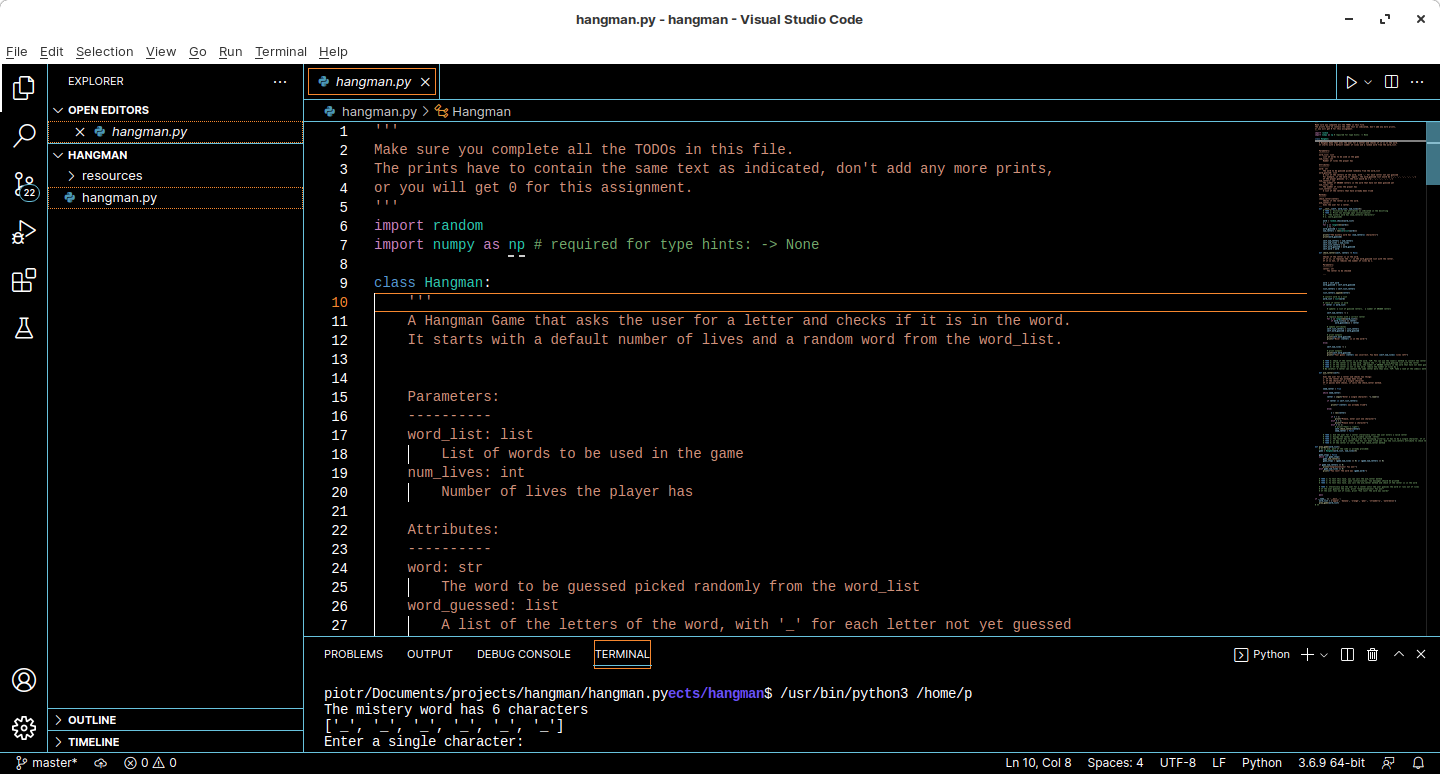 hangman.py - hangman - Visual Studio Code
File Edit Selection View Go Run Terminal Help
EXPLORER
OPEN EDITORS
hangman.py
HANGMAN
resources
hangman.py
OUTLINE
TIMELINE
22
hangman.py
hangman.py > Hangman
1 '''
2 Make sure you complete all the TODOs in this file.
3 The prints have to contain the same text as indicated, don't add any more prints,
4 or you will get 0 for this assignment.
5 '''
6 import random
7 import numpy as np # required for type hints: -> None
8
9 class Hangman:
10 '''
11 A Hangman Game that asks the user for a letter and checks if it is in the word.
12 It starts with a default number of lives and a random word from the word_list.
13
14
15 Parameters:
16 ----------
17 word_list: list
18 List of words to be used in the game
19 num_lives: int
20 Number of lives the player has
21
22 Attributes:
23 ----------
24 word: str
25 The word to be guessed picked randomly from the word_list
26 word_guessed: list
27 A list of the letters of the word, with '_' for each letter not yet guessed
PROBLEMS OUTPUT DEBUG CONSOLE TERMINAL Python
piotr/Documents/projects/hangman/hangman.pyects/hangman$ /usr/bin/python3 /home/p
The mistery word has 6 characters
['_', '_', '_', '_', '_', '_']
Enter a single character:
master* 0 0 Ln 10, Col 8 Spaces: 4 UTF-8 LF Python 3.6.9 64-bit